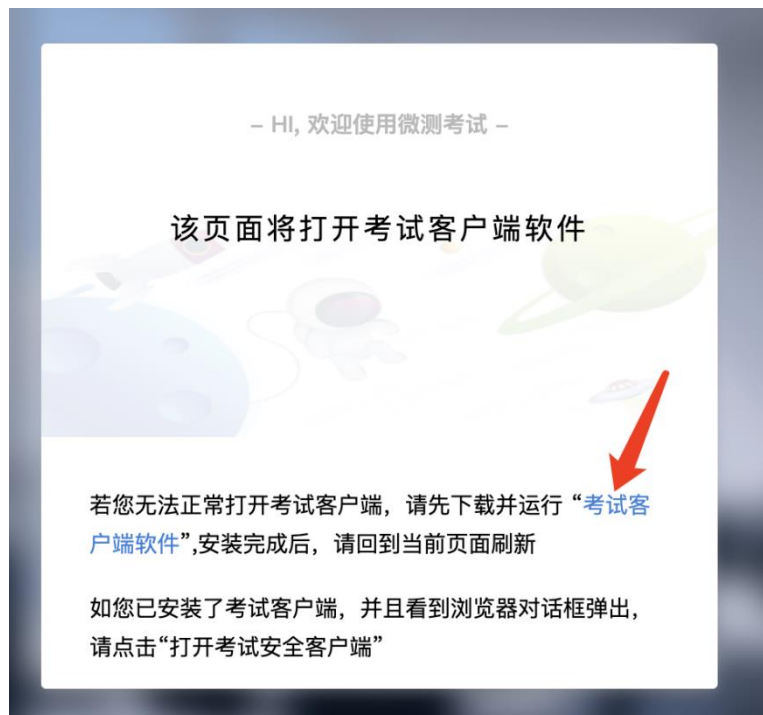 – HI, 欢迎使用微测考试 –
该页面将打开考试客户端软件
若您无法正常打开考试客户端，请先下载并运行 “考试客
户端软件”,安装完成后，请回到当前页面刷新
如您已安装了考试客户端，并且看到浏览器对话框弹出，
请点击“打开考试安全客户端”